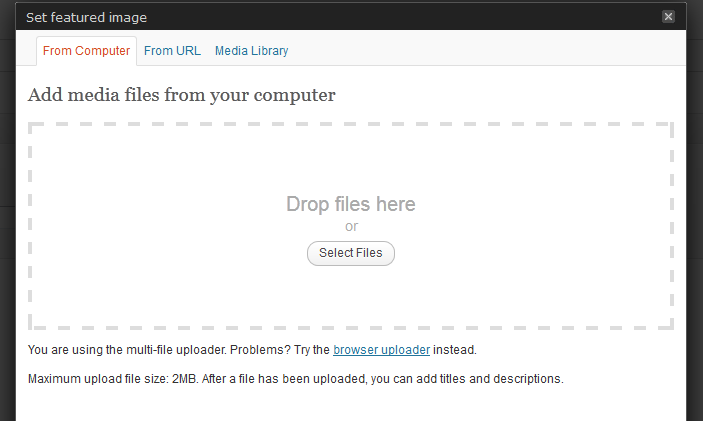 Set featured image
From Computer From URL Media Library
Add media files from your computer
Drop files here
or
Select Files
You are using the multi-file uploader. Problems? Try the browser uploader instead.
Maximum upload file size: 2MB. After a file has been uploaded, you can add titles and descriptions.